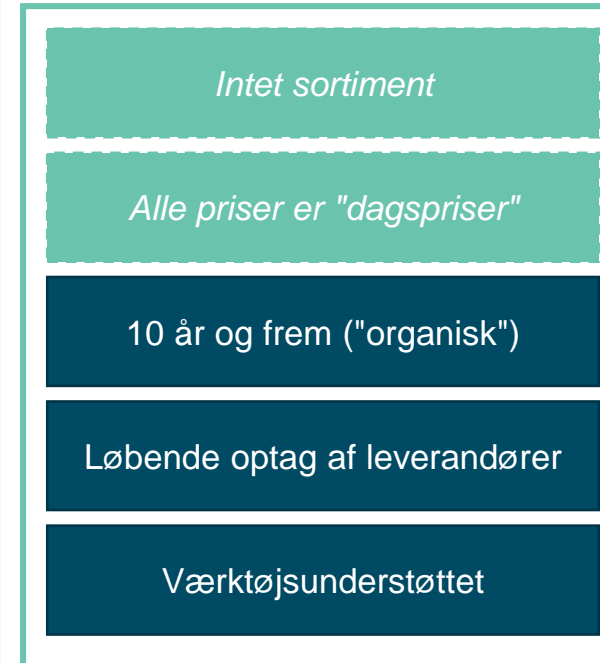 Intet sortiment
Alle priser er "dagspriser"
10 år og frem ("organisk")
Løbende optag af leverandører
Værktøjsunderstøttet